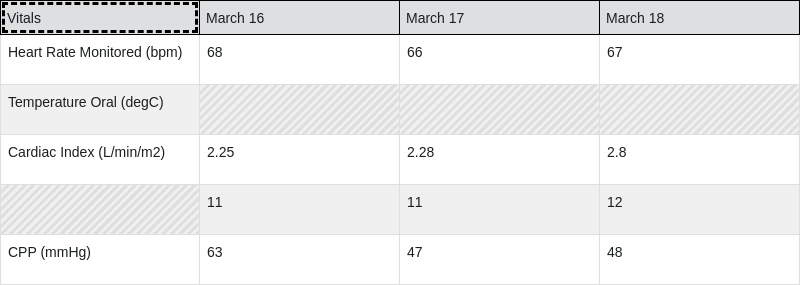 Vitals March 16 March 17 March 18
Heart Rate Monitored (bpm) 68 66 67
Temperature Oral (degC)
Cardiac Index (L/min/m2) 2.25 2.28 2.8
11 11 12
CPP (mmHg) 63 47 48